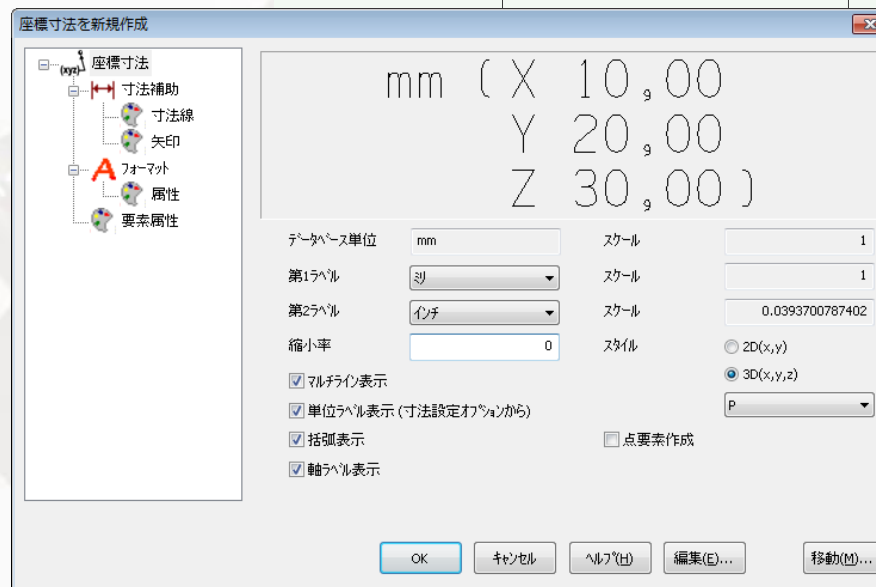 座標寸法を新規作成
座標寸法
寸法補助
寸法線
矢印
フォーマット
属性
要素属性
mm ( X 10,00
Y 20,00
Z 30,00 )
データベース単位 mm スケール 1
第1ラベル ミリ スケール 1
第2ラベル インチ スケール 0.0393700787402
縮小率 0 スタイル 2D(x,y)
マルチライン表示 3D(x,y,z)
単位ラベル表示(寸法設定オプションから) P
括弧表示 点要素作成
軸ラベル表示
OK キャンセル ヘルプ(H) 編集(E)... 移動(M)...